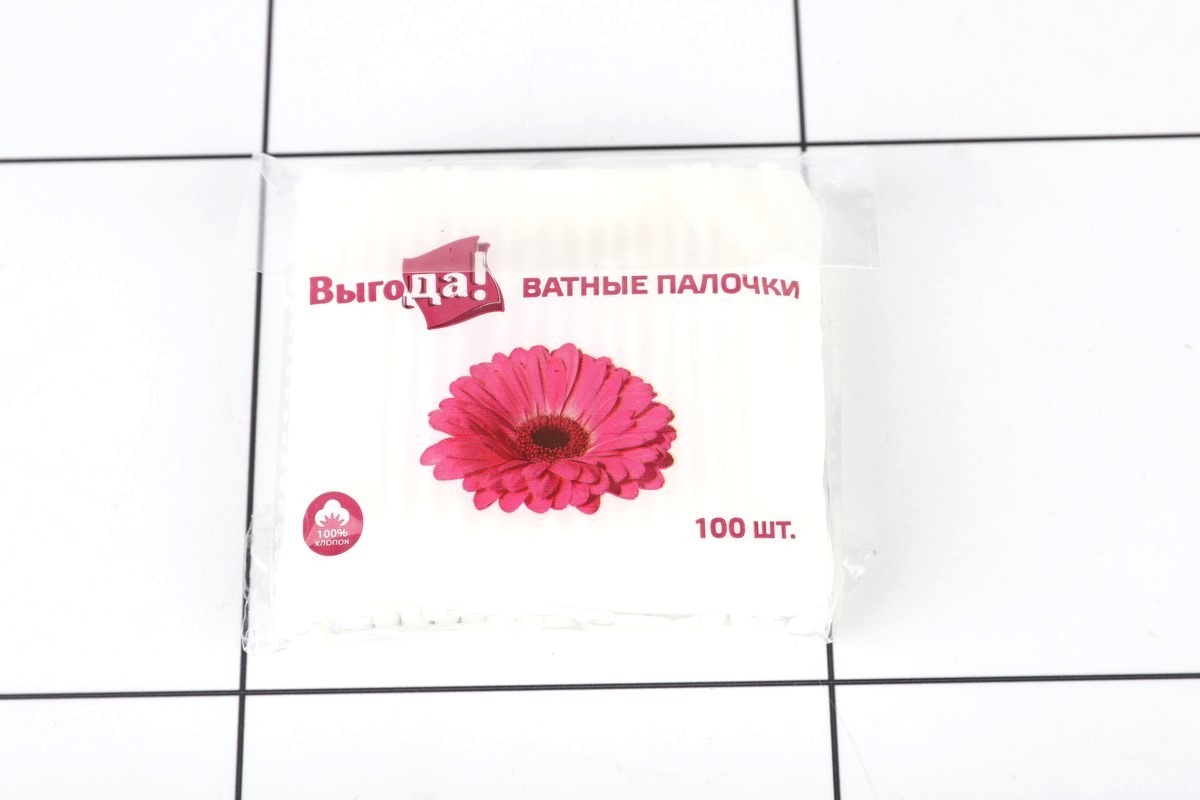 ВыгоДа!
ВАТНЫЕ ПАЛОЧКИ
100%
ХЛОПОК
100 шт.